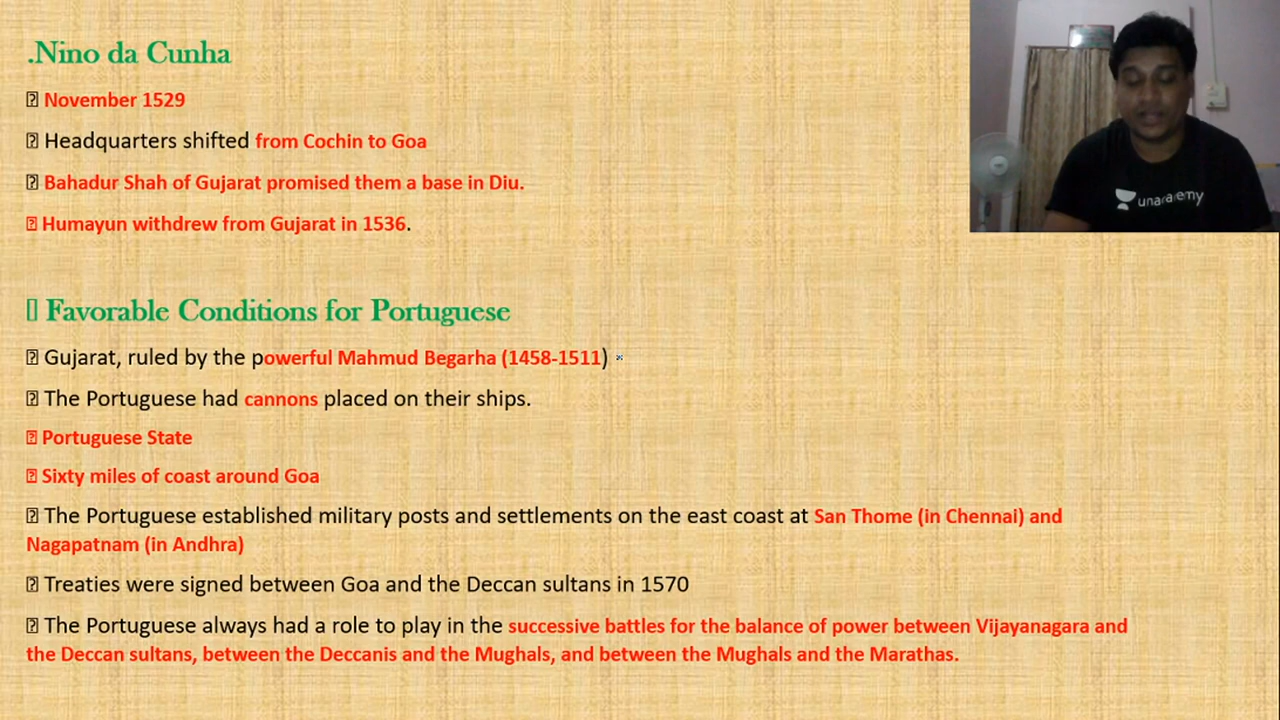 .Nino da Cunha
November 1529
Headquarters shifted from Cochin to Goa
Bahadur Shah of Gujarat promised them a base in Diu.
Humayun withdrew from Gujarat in 1536.
Favorable Conditions for Portuguese
Gujarat, ruled by the powerful Mahmud Begarha (1458-1511)
The Portuguese had cannons placed on their ships.
Portuguese State
Sixty miles of coast around Goa
The Portuguese established military posts and settlements on the east coast at San Thome (in Chennai) and
Nagapatnam (in Andhra)
Treaties were signed between Goa and the Deccan sultans in 1570
The Portuguese always had a role to play in the successive battles for the balance of power between Vijayanagara and
the Deccan sultans, between the Deccanis and the Mughals, and between the Mughals and the Marathas.